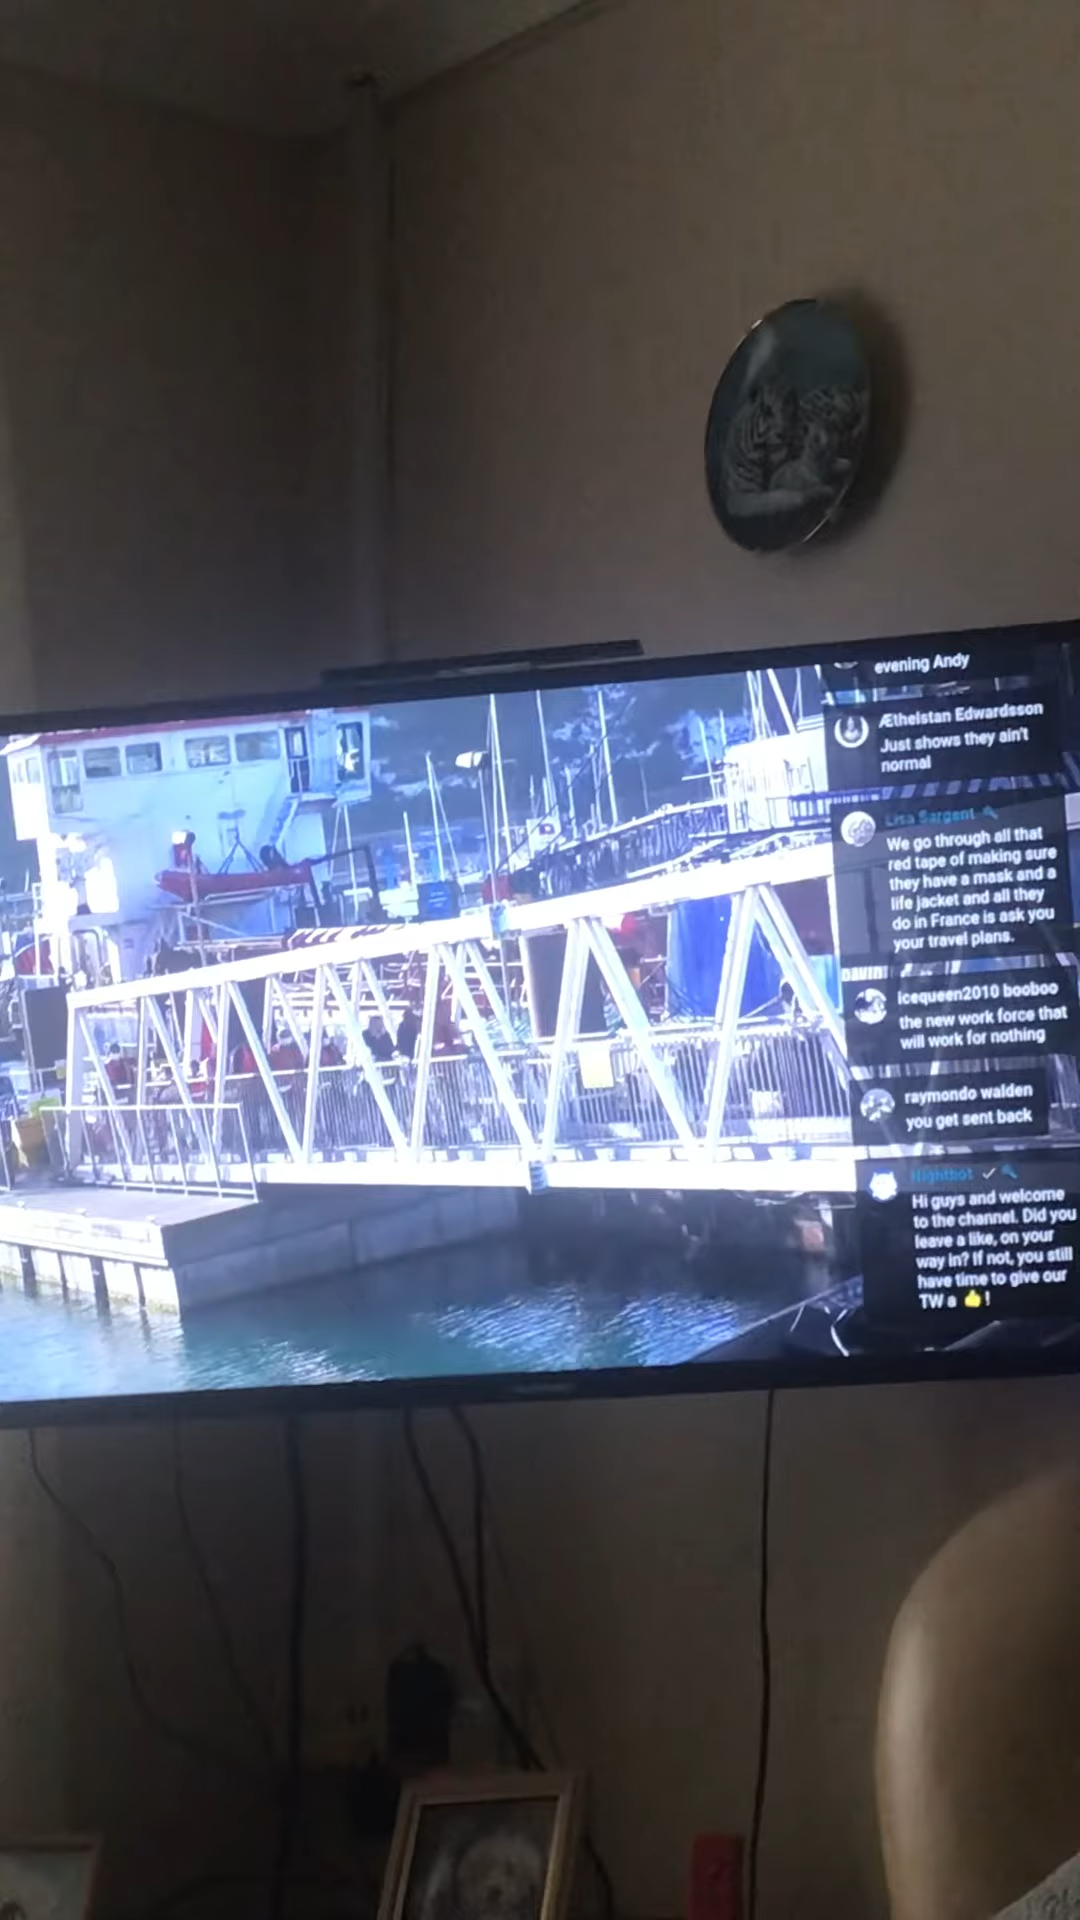 evening Andy
Æthelstan Edwardsson
Just shows they ain't
normal
Lisa Sargent
We go through all that
red tape of making sure
they have a mask and a
life jacket and all they
do in France is ask you
your travel plans.
icequeen2010 booboo
the new work force that
will work for nothing
raymondo walden
you get sent back
Nightbot
Hi guys and welcome
to the channel. Did you
leave a like, on your
way in? If not, you still
have time to give our
TW a 👍 !